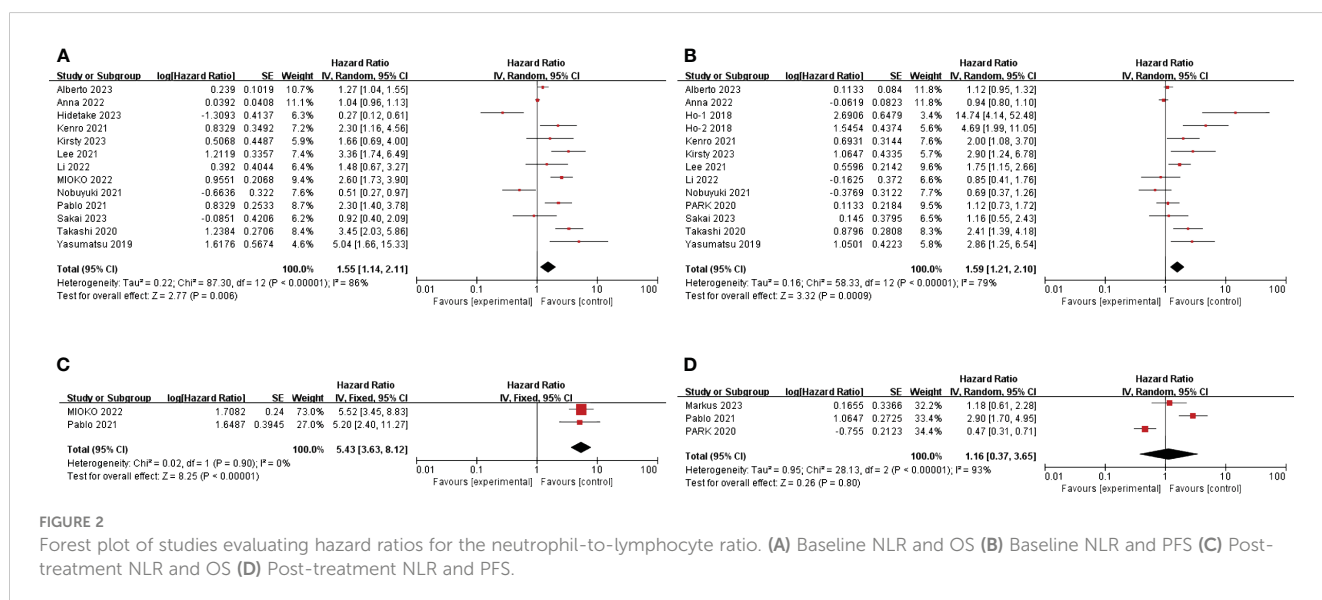 A
Hazard Ratio Hazard Ratio
Study or Subgroup log[Hazard Ratio] SE Weight IV, Random, 95% CI IV, Random, 95% CI
Alberto 2023 0.239 0.1019 10.7% 1.27 [1.04, 1.55]
Anna 2022 0.0392 0.0408 11.1% 1.04 [0.96, 1.13]
Hidetake 2023 -1.3093 0.4137 6.3% 0.27 [0.12, 0.61]
Kenro 2021 0.8329 0.3492 7.2% 2.30 [1.16, 4.56]
Kirsty 2023 0.5068 0.4487 5.9% 1.66 [0.69, 4.00]
Lee 2021 1.2119 0.3357 7.4% 3.36 [1.74, 6.49]
Li 2022 0.392 0.4044 6.4% 1.48 [0.67, 3.27]
MIOKO 2022 0.9551 0.2068 9.4% 2.60 [1.73, 3.90]
Nobuyuki 2021 -0.6636 0.322 7.6% 0.51 [0.27, 0.97]
Pablo 2021 0.8329 0.2533 8.7% 2.30 [1.40, 3.78]
Sakai 2023 -0.0851 0.4206 6.2% 0.92 [0.40, 2.09]
Takashi 2020 1.2384 0.2706 8.4% 3.45 [2.03, 5.86]
Yasumatsu 2019 1.6176 0.5674 4.6% 5.04 [1.66, 15.33]
Total (95% CI) 100.0% 1.55 [1.14, 2.11]
Heterogeneity: Tau² = 0.22; Chi² = 87.30, df = 12 (P < 0.00001); I² = 86%
Test for overall effect: Z = 2.77 (P = 0.006)
0.01 0.1 1 10 100
Favours [experimental] Favours [control]
B
Hazard Ratio Hazard Ratio
Study or Subgroup log[Hazard Ratio] SE Weight IV, Random, 95% CI IV, Random, 95% CI
Alberto 2023 0.1133 0.084 11.8% 1.12 [0.95, 1.32]
Anna 2022 -0.0619 0.0823 11.8% 0.94 [0.80, 1.10]
Ho-1 2018 2.6906 0.6479 3.4% 14.74 [4.14, 52.48]
Ho-2 2018 1.5454 0.4374 5.6% 4.69 [1.99, 11.05]
Kenro 2021 0.6931 0.3144 7.7% 2.00 [1.08, 3.70]
Kirsty 2023 1.0647 0.4335 5.7% 2.90 [1.24, 6.78]
Lee 2021 0.5596 0.2142 9.6% 1.75 [1.15, 2.66]
Li 2022 -0.1625 0.372 6.6% 0.85 [0.41, 1.76]
Nobuyuki 2021 -0.3769 0.3122 7.7% 0.69 [0.37, 1.26]
PARK 2020 0.1133 0.2184 9.5% 1.12 [0.73, 1.72]
Sakai 2023 0.145 0.3795 6.5% 1.16 [0.55, 2.43]
Takashi 2020 0.8796 0.2808 8.3% 2.41 [1.39, 4.18]
Yasumatsu 2019 1.0501 0.4223 5.8% 2.86 [1.25, 6.54]
Total (95% CI) 100.0% 1.59 [1.21, 2.10]
Heterogeneity: Tau² = 0.16; Chi² = 58.33, df = 12 (P < 0.00001); I² = 79%
Test for overall effect: Z = 3.32 (P = 0.0009)
0.01 0.1 1 10 100
Favours [experimental] Favours [control]
C
Hazard Ratio Hazard Ratio
Study or Subgroup log[Hazard Ratio] SE Weight IV, Fixed, 95% CI IV, Fixed, 95% CI
MIOKO 2022 1.7082 0.24 73.0% 5.52 [3.45, 8.83]
Pablo 2021 1.6487 0.3945 27.0% 5.20 [2.40, 11.27]
Total (95% CI) 100.0% 5.43 [3.63, 8.12]
Heterogeneity: Chi² = 0.02, df = 1 (P = 0.90); I² = 0%
Test for overall effect: Z = 8.25 (P < 0.00001)
0.01 0.1 1 10 100
Favours [experimental] Favours [control]
D
Hazard Ratio Hazard Ratio
Study or Subgroup log[Hazard Ratio] SE Weight IV, Random, 95% CI IV, Random, 95% CI
Markus 2023 0.1655 0.3366 32.2% 1.18 [0.61, 2.28]
Pablo 2021 1.0647 0.2725 33.4% 2.90 [1.70, 4.95]
PARK 2020 -0.755 0.2123 34.4% 0.47 [0.31, 0.71]
Total (95% CI) 100.0% 1.16 [0.37, 3.65]
Heterogeneity: Tau² = 0.95; Chi² = 28.13, df = 2 (P < 0.00001); I² = 93%
Test for overall effect: Z = 0.26 (P = 0.80)
0.01 0.1 1 10 100
Favours [experimental] Favours [control]
FIGURE 2
Forest plot of studies evaluating hazard ratios for the neutrophil-to-lymphocyte ratio. (A) Baseline NLR and OS (B) Baseline NLR and PFS (C) Post-
treatment NLR and OS (D) Post-treatment NLR and PFS.